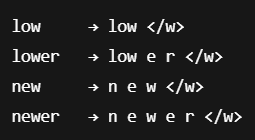 low → low </w>
lower → low e r </w>
new → n e w </w>
newer → n e w e r </w>